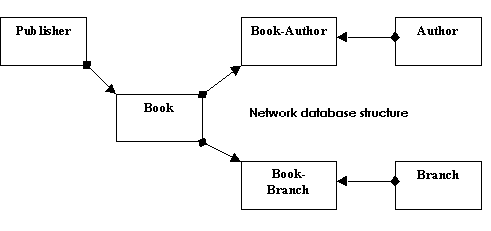 Publisher
Book-Author
Author
Book
Network database structure
Book-
Branch
Branch